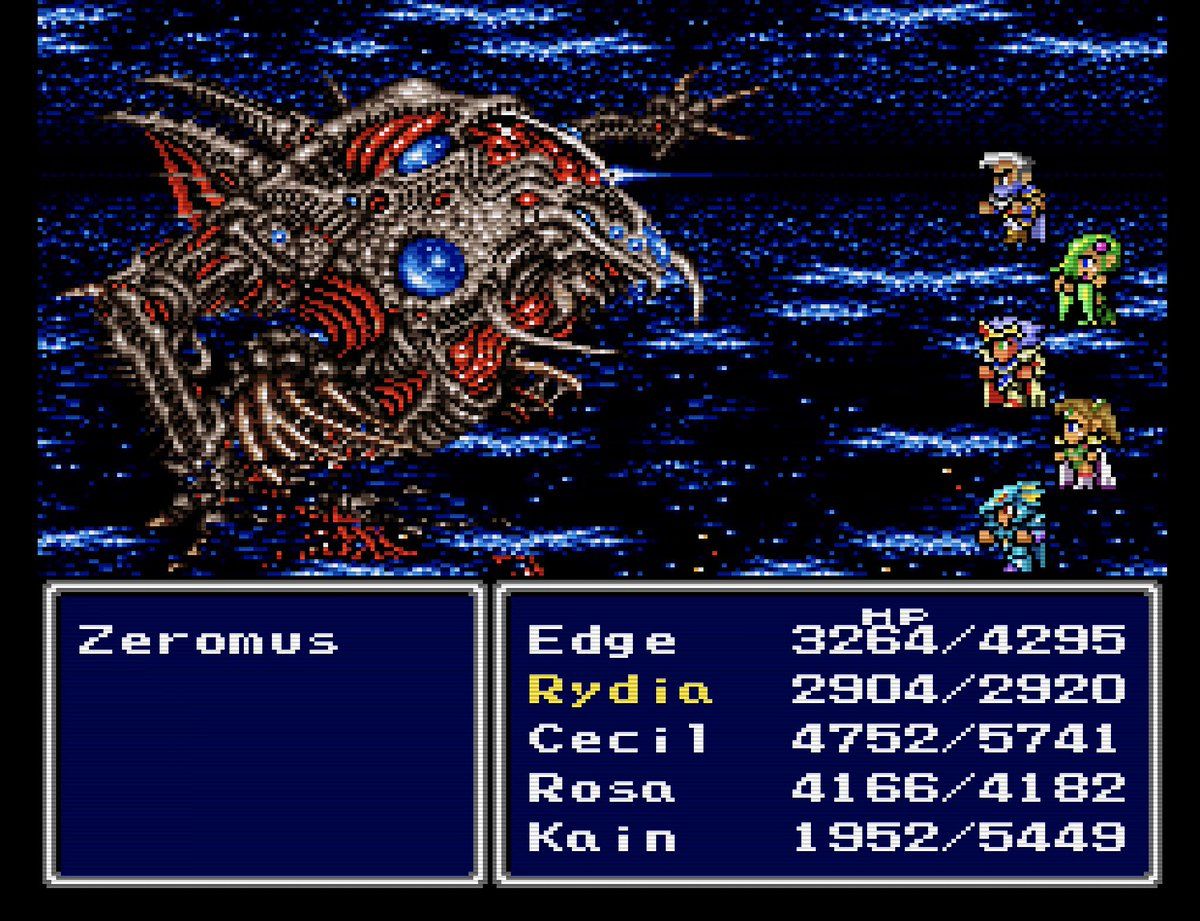 Zeromus
HP
Edge 3264/4295
Rydia 2904/2920
Cecil 4752/5741
Rosa 4166/4182
Kain 1952/5449